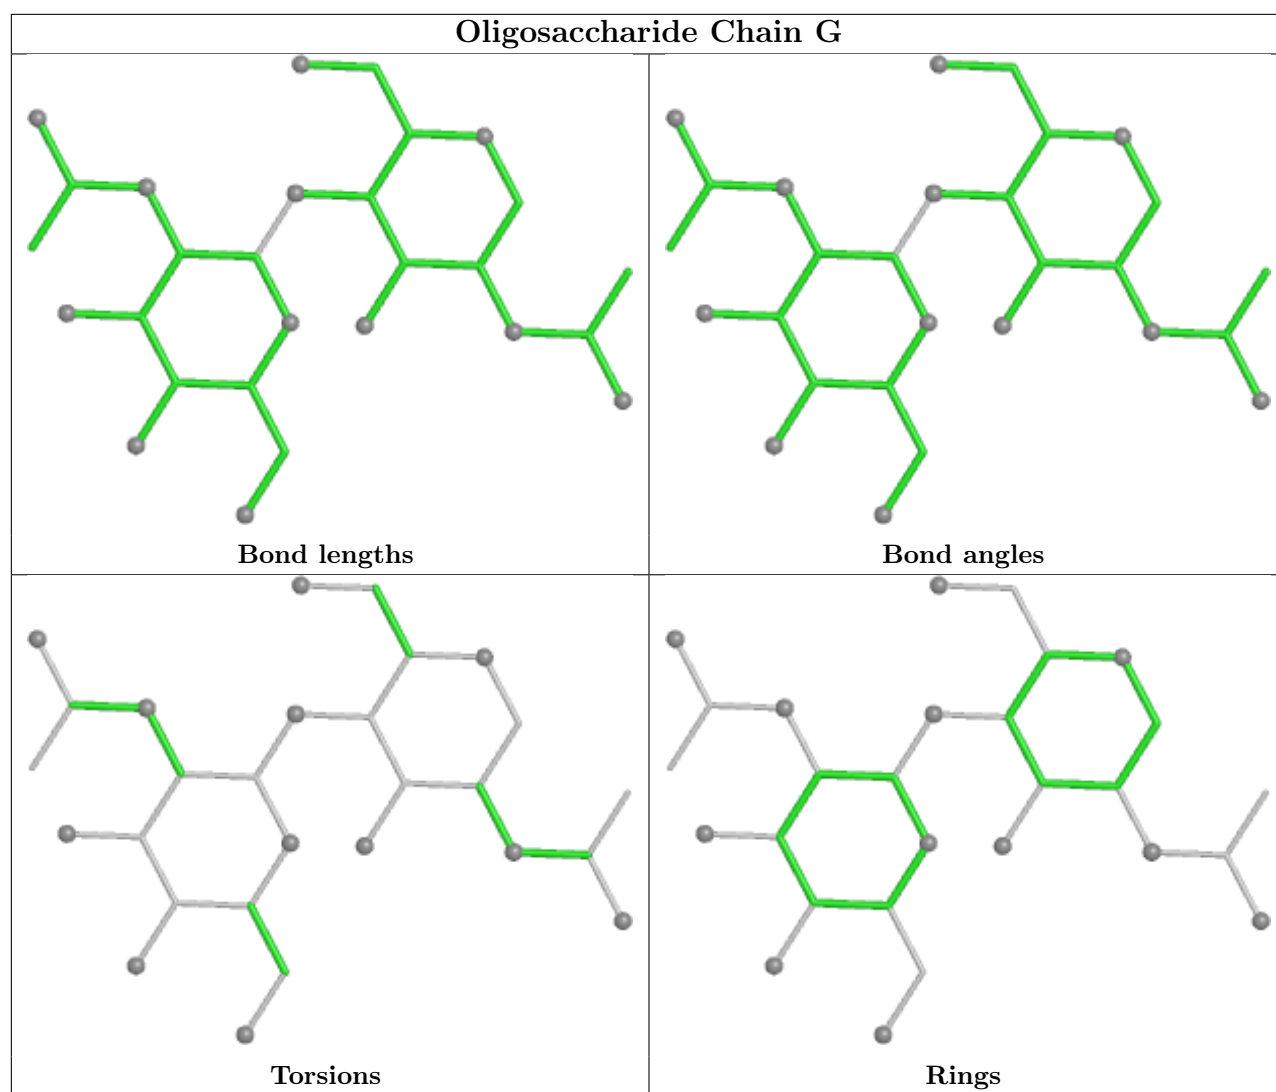 Oligosaccharide Chain G
Bond lengths
Bond angles
Torsions
Rings